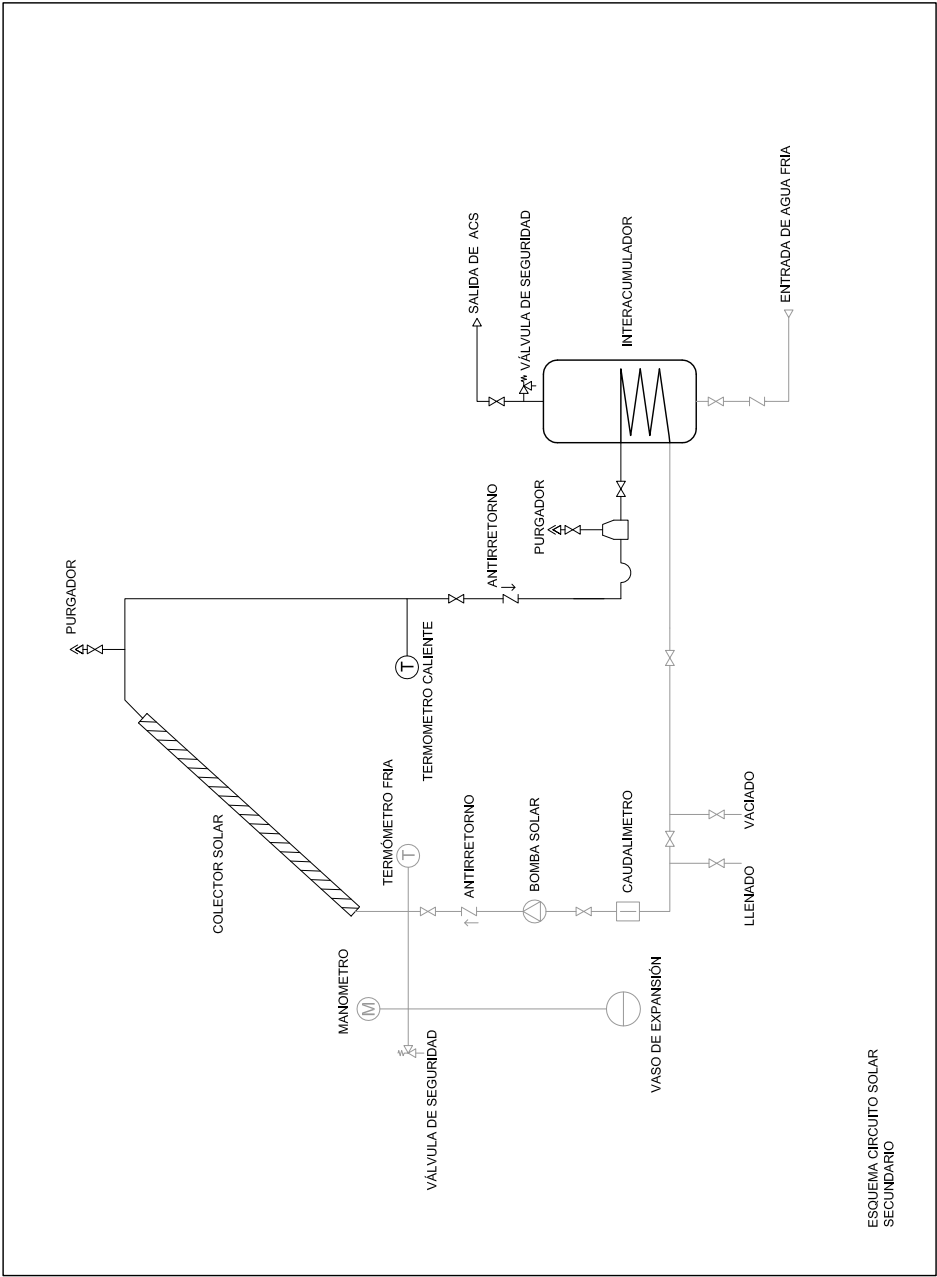 PURGADOR
COLECTOR SOLAR
TERMOMETRO CALIENTE
T
ANTIRRETORNO
PURGADOR
SALIDA DE ACS
VÁLVULA DE SEGURIDAD
INTERACUMULADOR
ENTRADA DE AGUA FRIA
MANOMETRO
M
TERMÓMETRO FRIA
T
VÁLVULA DE SEGURIDAD
ANTIRRETORNO
BOMBA SOLAR
CAUDALÍMETRO
VASO DE EXPANSIÓN
LLENADO
VACIADO
ESQUEMA CIRCUITO SOLAR
SECUNDARIO